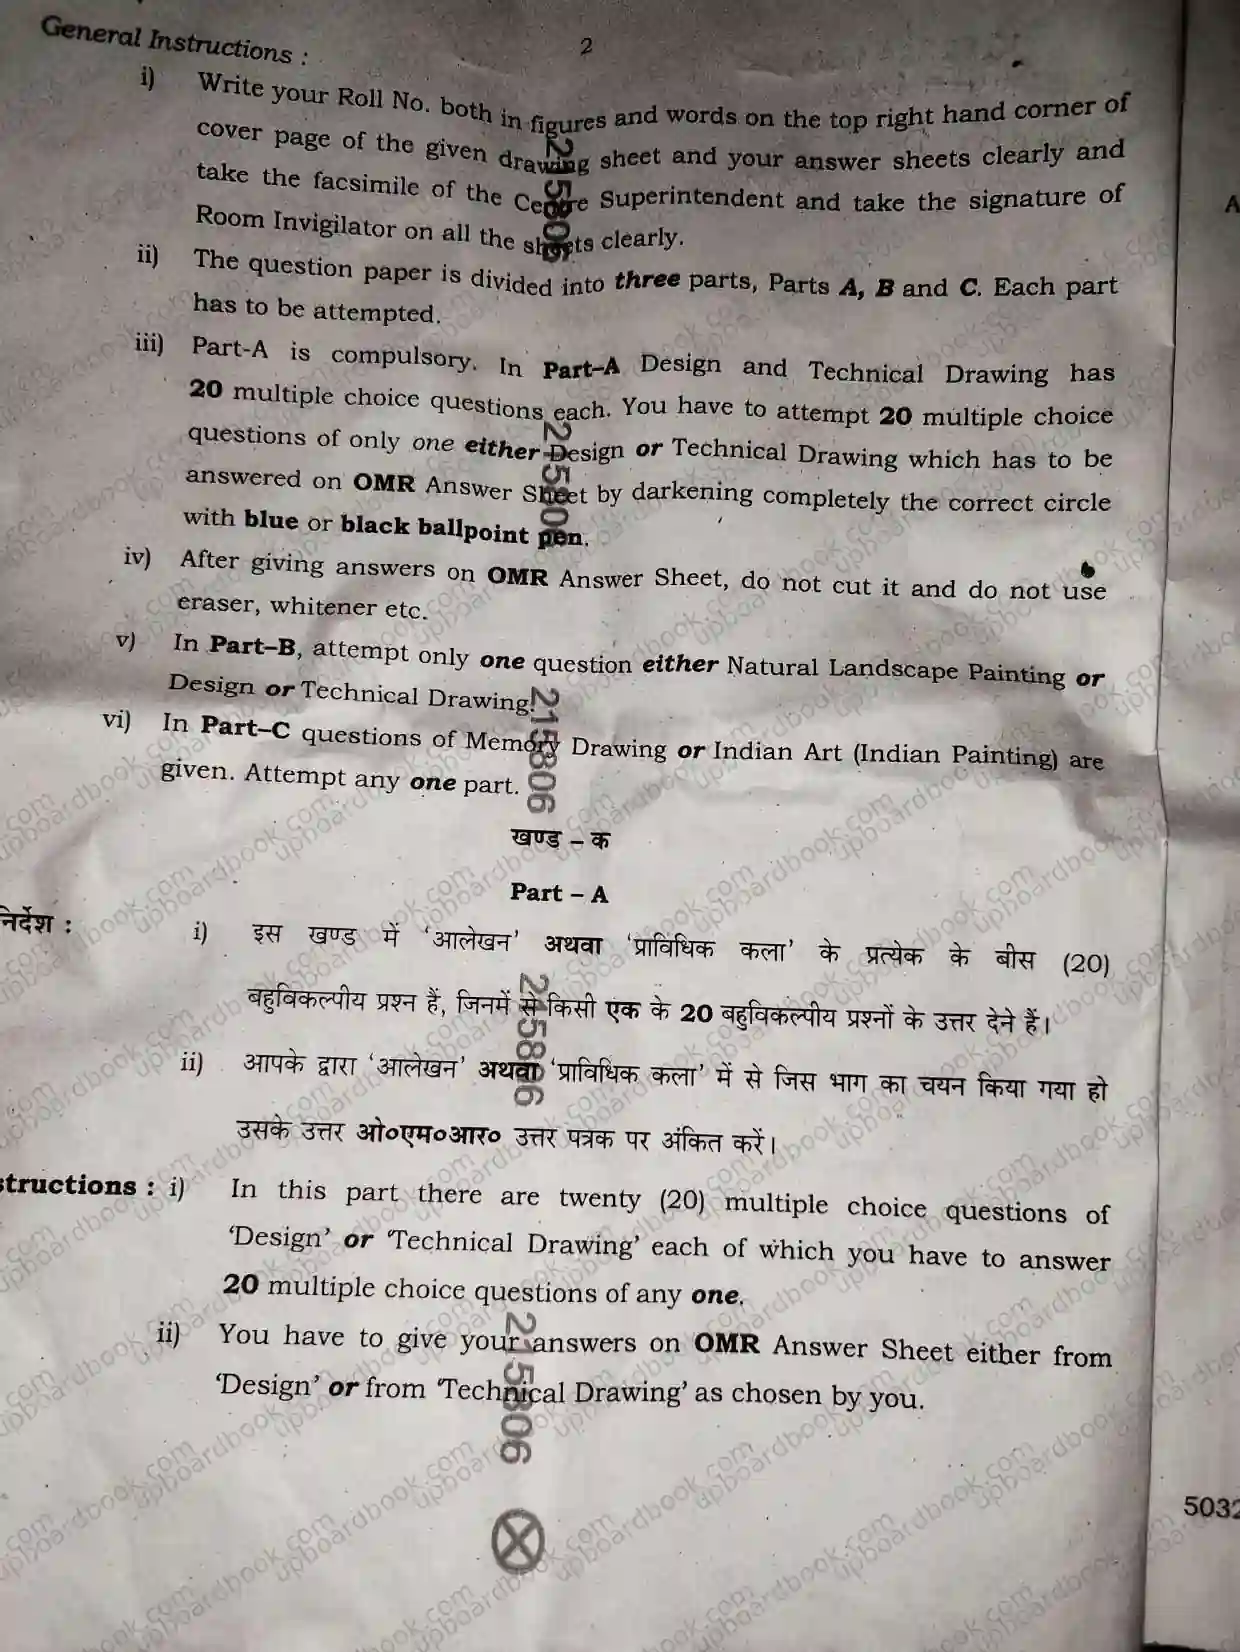 2
General Instructions :
i) Write your Roll No. both in figures and words on the top right hand corner of
cover page of the given drawing sheet and your answer sheets clearly and
take the facsimile of the Centre Superintendent and take the signature of
Room Invigilator on all the sheets clearly.
ii) The question paper is divided into three parts, Parts A, B and C. Each part
has to be attempted.
iii) Part-A is compulsory. In Part–A Design and Technical Drawing has
20 multiple choice questions each. You have to attempt 20 multiple choice
questions of only one either Design or Technical Drawing which has to be
answered on OMR Answer Sheet by darkening completely the correct circle
with blue or black ballpoint pen.
iv) After giving answers on OMR Answer Sheet, do not cut it and do not use
eraser, whitener etc.
v) In Part–B, attempt only one question either Natural Landscape Painting or
Design or Technical Drawing.
vi) In Part–C questions of Memory Drawing or Indian Art (Indian Painting) are
given. Attempt any one part.
215806
खण्ड – क
Part – A
निर्देश : i) इस खण्ड में ‘आलेखन’ अथवा ‘प्राविधिक कला’ के प्रत्येक के बीस (20)
बहुविकल्पीय प्रश्न हैं, जिनमें से किसी एक के 20 बहुविकल्पीय प्रश्नों के उत्तर देने हैं।
ii) आपके द्वारा ‘आलेखन’ अथवा ‘प्राविधिक कला’ में से जिस भाग का चयन किया गया हो
उसके उत्तर ओ०एम०आर० उत्तर पत्रक पर अंकित करें।
structions : i) In this part there are twenty (20) multiple choice questions of
‘Design’ or ‘Technical Drawing’ each of which you have to answer
20 multiple choice questions of any one.
ii) You have to give your answers on OMR Answer Sheet either from
‘Design’ or from ‘Technical Drawing’ as chosen by you.
215806
5032
upboardbook.com